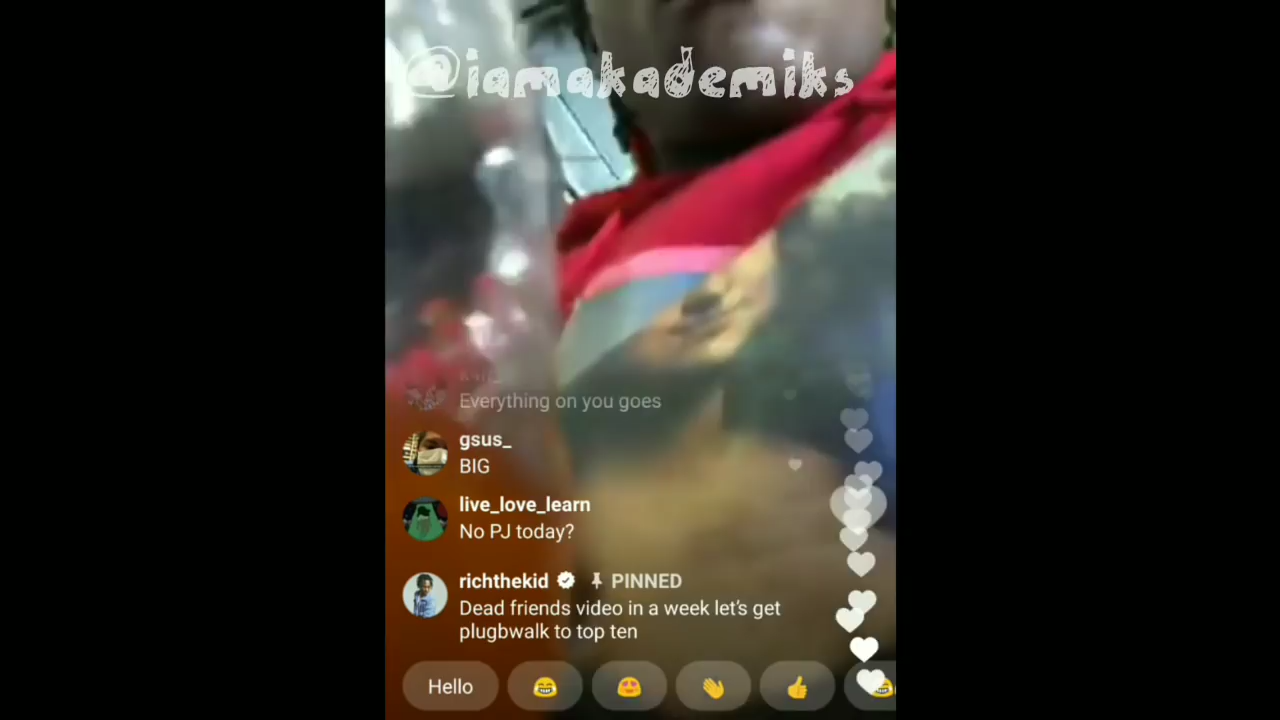 @iamakademiks
Everything on you goes
gsus_
BIG
live_love_learn
No PJ today?
richthekid PINNED
Dead friends video in a week let's get
plugbwalk to top ten
Hello